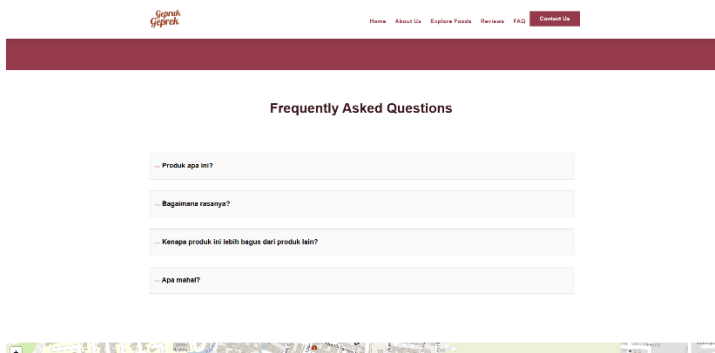 Gepruk
Geprek
Home About Us Explore Foods Reviews FAQ Contact Us
Frequently Asked Questions
Produk apa ini?
Bagaimana rasanya?
Kenapa produk ini lebih bagus dari produk lain?
Apa mahal?
+